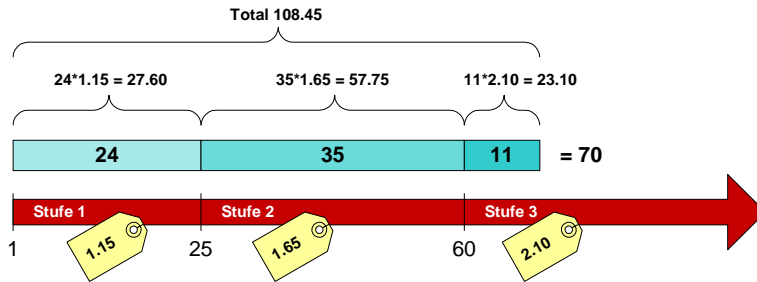 Total 108.45
24*1.15 = 27.60
35*1.65 = 57.75
11*2.10 = 23.10
24
35
11
= 70
Stufe 1
Stufe 2
Stufe 3
1.15
1.65
2.10
1
25
60